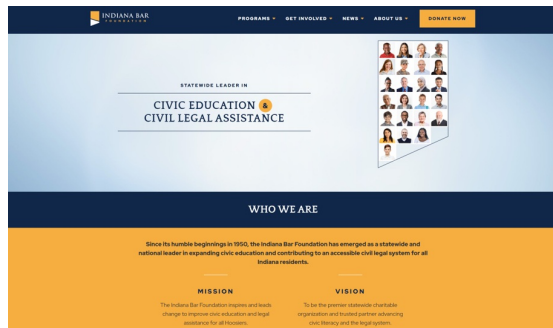 INDIANA BAR
FOUNDATION
PROGRAMS
GET INVOLVED
NEWS
ABOUT US
DONATE NOW
STATEWIDE LEADER IN
CIVIC EDUCATION &
CIVIL LEGAL ASSISTANCE
WHO WE ARE
Since its humble beginnings in 1950, the Indiana Bar Foundation has emerged as a statewide and
national leader in expanding civic education and contributing to an accessible civil legal system for all
Indiana residents.
MISSION
The Indiana Bar Foundation inspires and leads
change to improve civic education and legal
assistance for all Hoosiers.
VISION
To be the premier statewide charitable
organization and trusted partner advancing
civic literacy and the legal system.